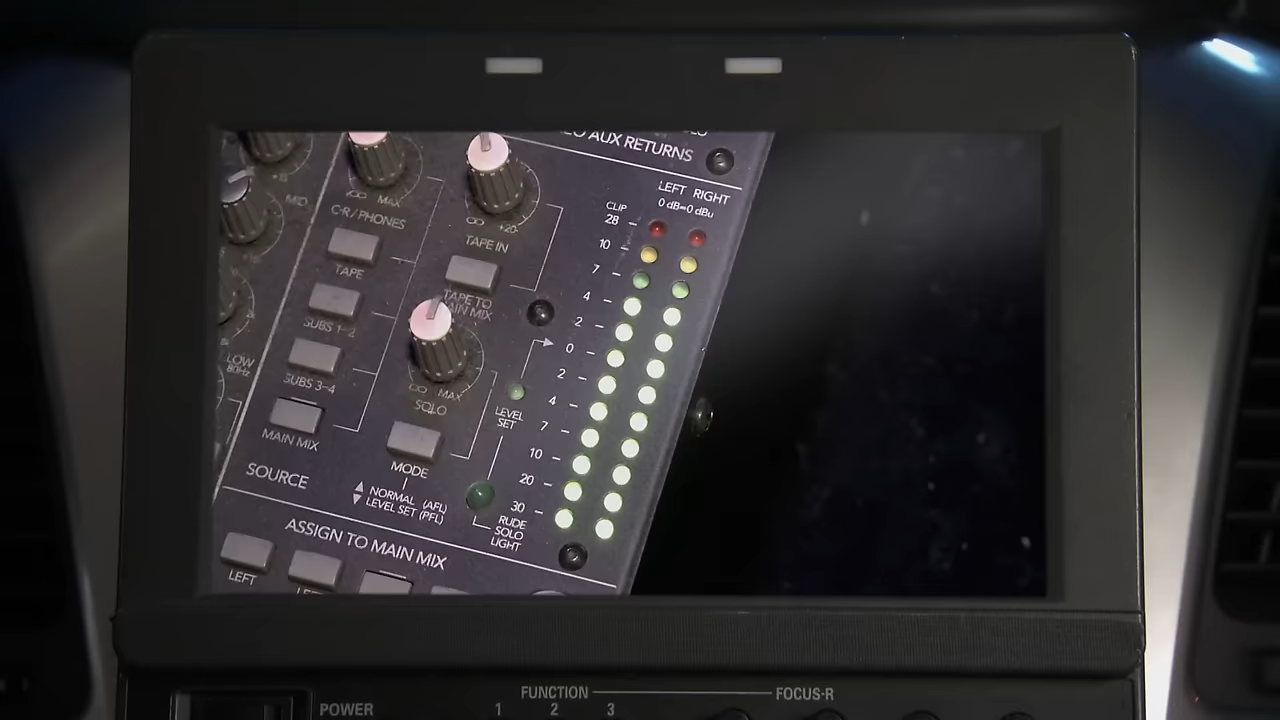 AUX RETURNS
LEFT RIGHT
0 dB=0 dBu
CLIP
28
10
7
4
2
0
2
4
7
10
20
30
MID
∞ MAX
C-R / PHONES
TAPE
SUBS 1-2
SUBS 3-4
MAIN MIX
SOURCE
LOW
80Hz
∞ +20
TAPE IN
TAPE TO
MAIN MIX
∞ MAX
SOLO
MODE
NORMAL (AFL)
LEVEL SET (PFL)
LEVEL
SET
RUDE
SOLO
LIGHT
ASSIGN TO MAIN MIX
LEFT
POWER
FUNCTION
FOCUS-R
1 2 3